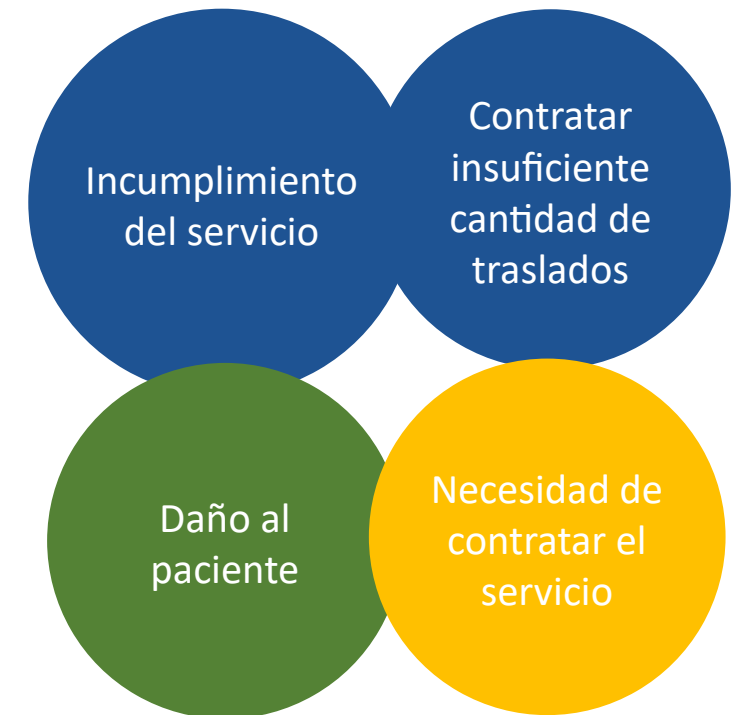 Incumplimiento
del servicio
Contratar
insuficiente
cantidad de
traslados
Daño al
paciente
Necesidad de
contratar el
servicio